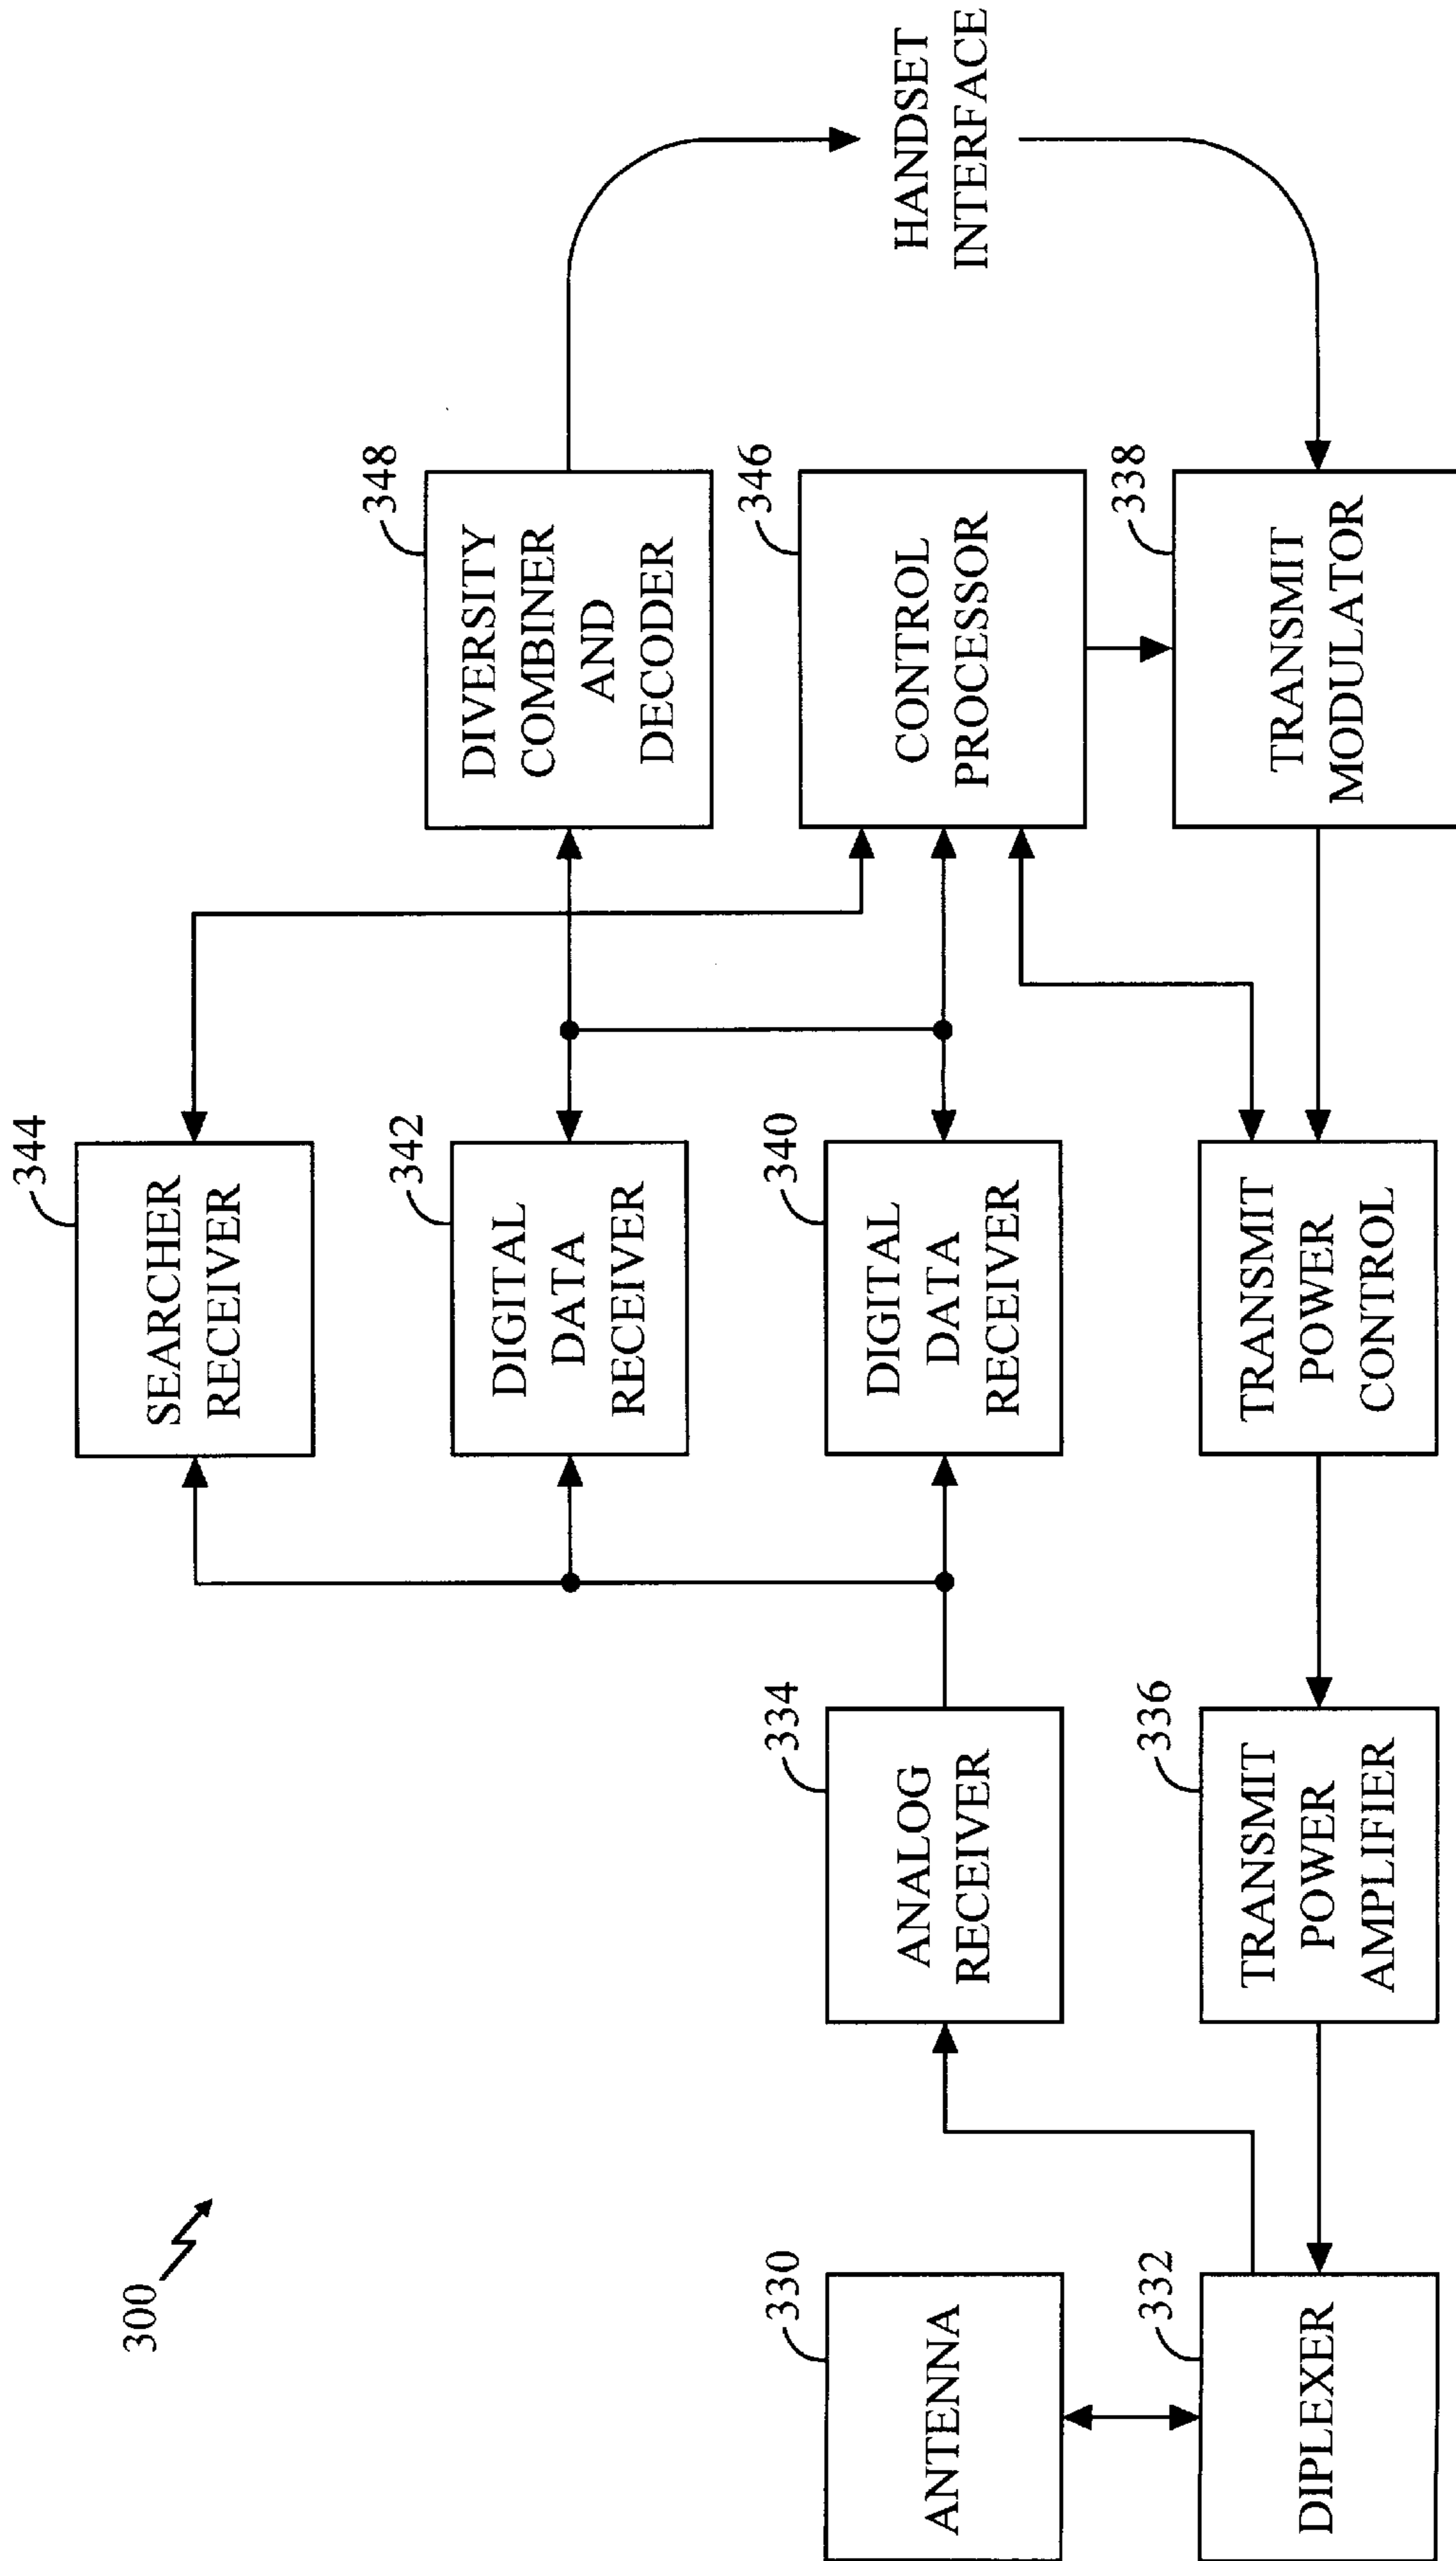 300
344
SEARCHER
RECEIVER
342
DIGITAL
DATA
RECEIVER
348
DIVERSITY
COMBINER
AND
DECODER
330
ANTENNA
334
ANALOG
RECEIVER
340
DIGITAL
DATA
RECEIVER
346
CONTROL
PROCESSOR
HANDSET
INTERFACE
332
DIPLEXER
336
TRANSMIT
POWER
AMPLIFIER
TRANSMIT
POWER
CONTROL
338
TRANSMIT
MODULATOR